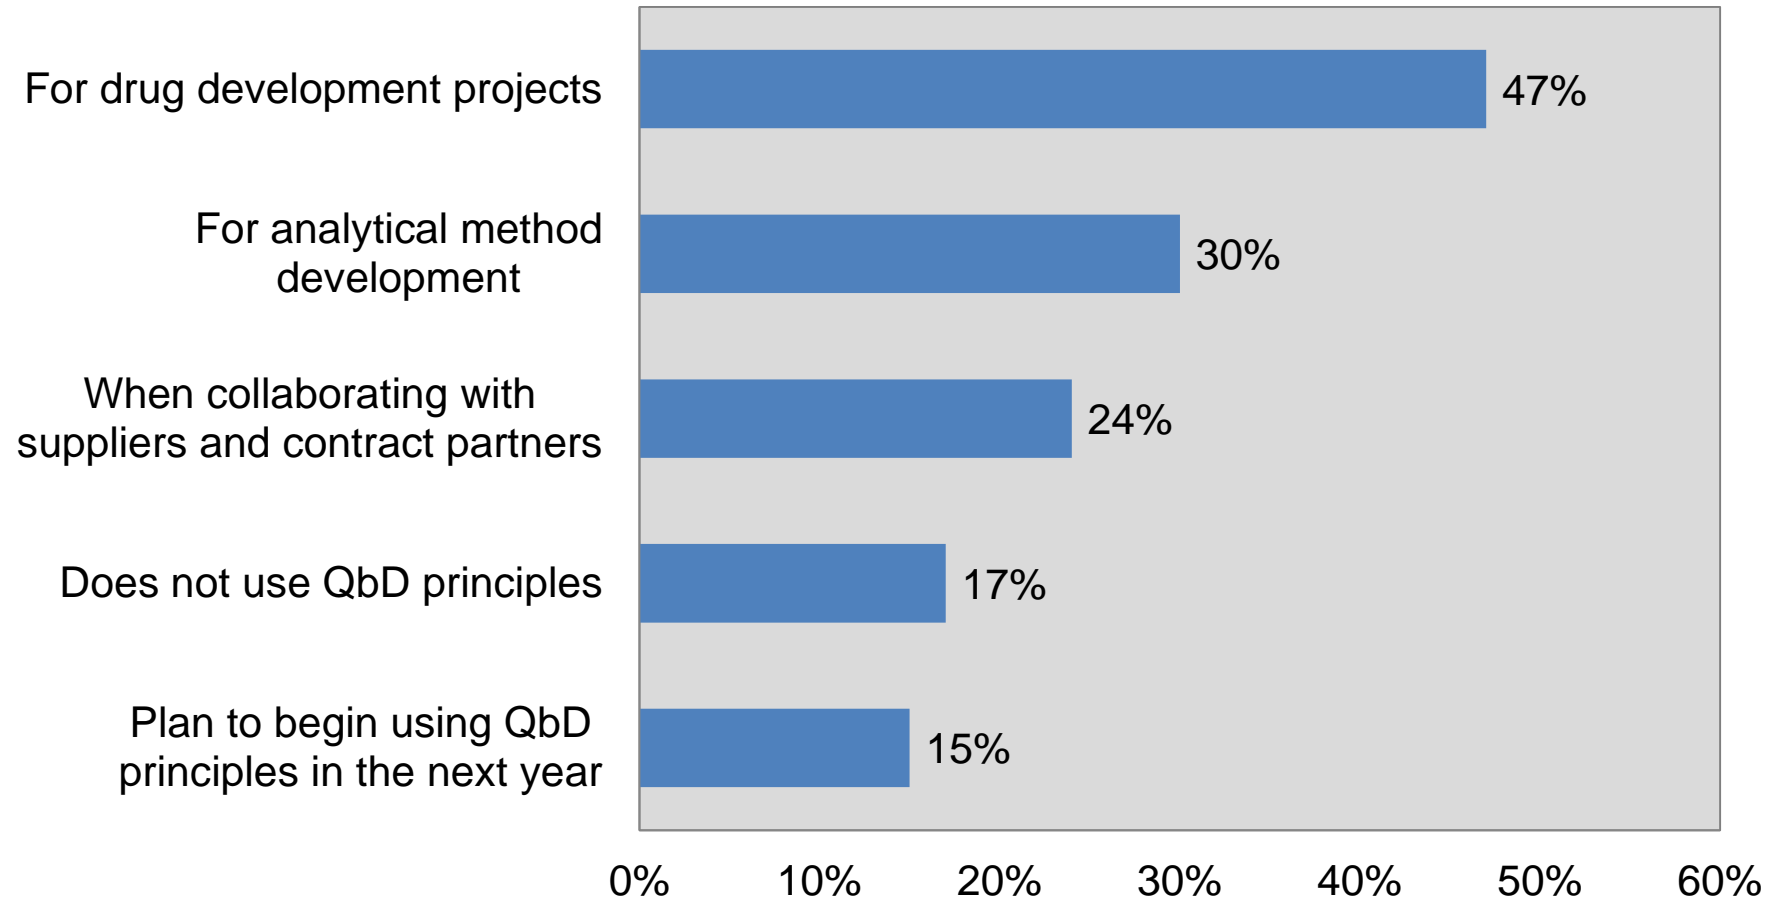 For drug development projects
47%
For analytical method
development
30%
When collaborating with
suppliers and contract partners
24%
Does not use QbD principles
17%
Plan to begin using QbD
principles in the next year
15%
0% 10% 20% 30% 40% 50% 60%